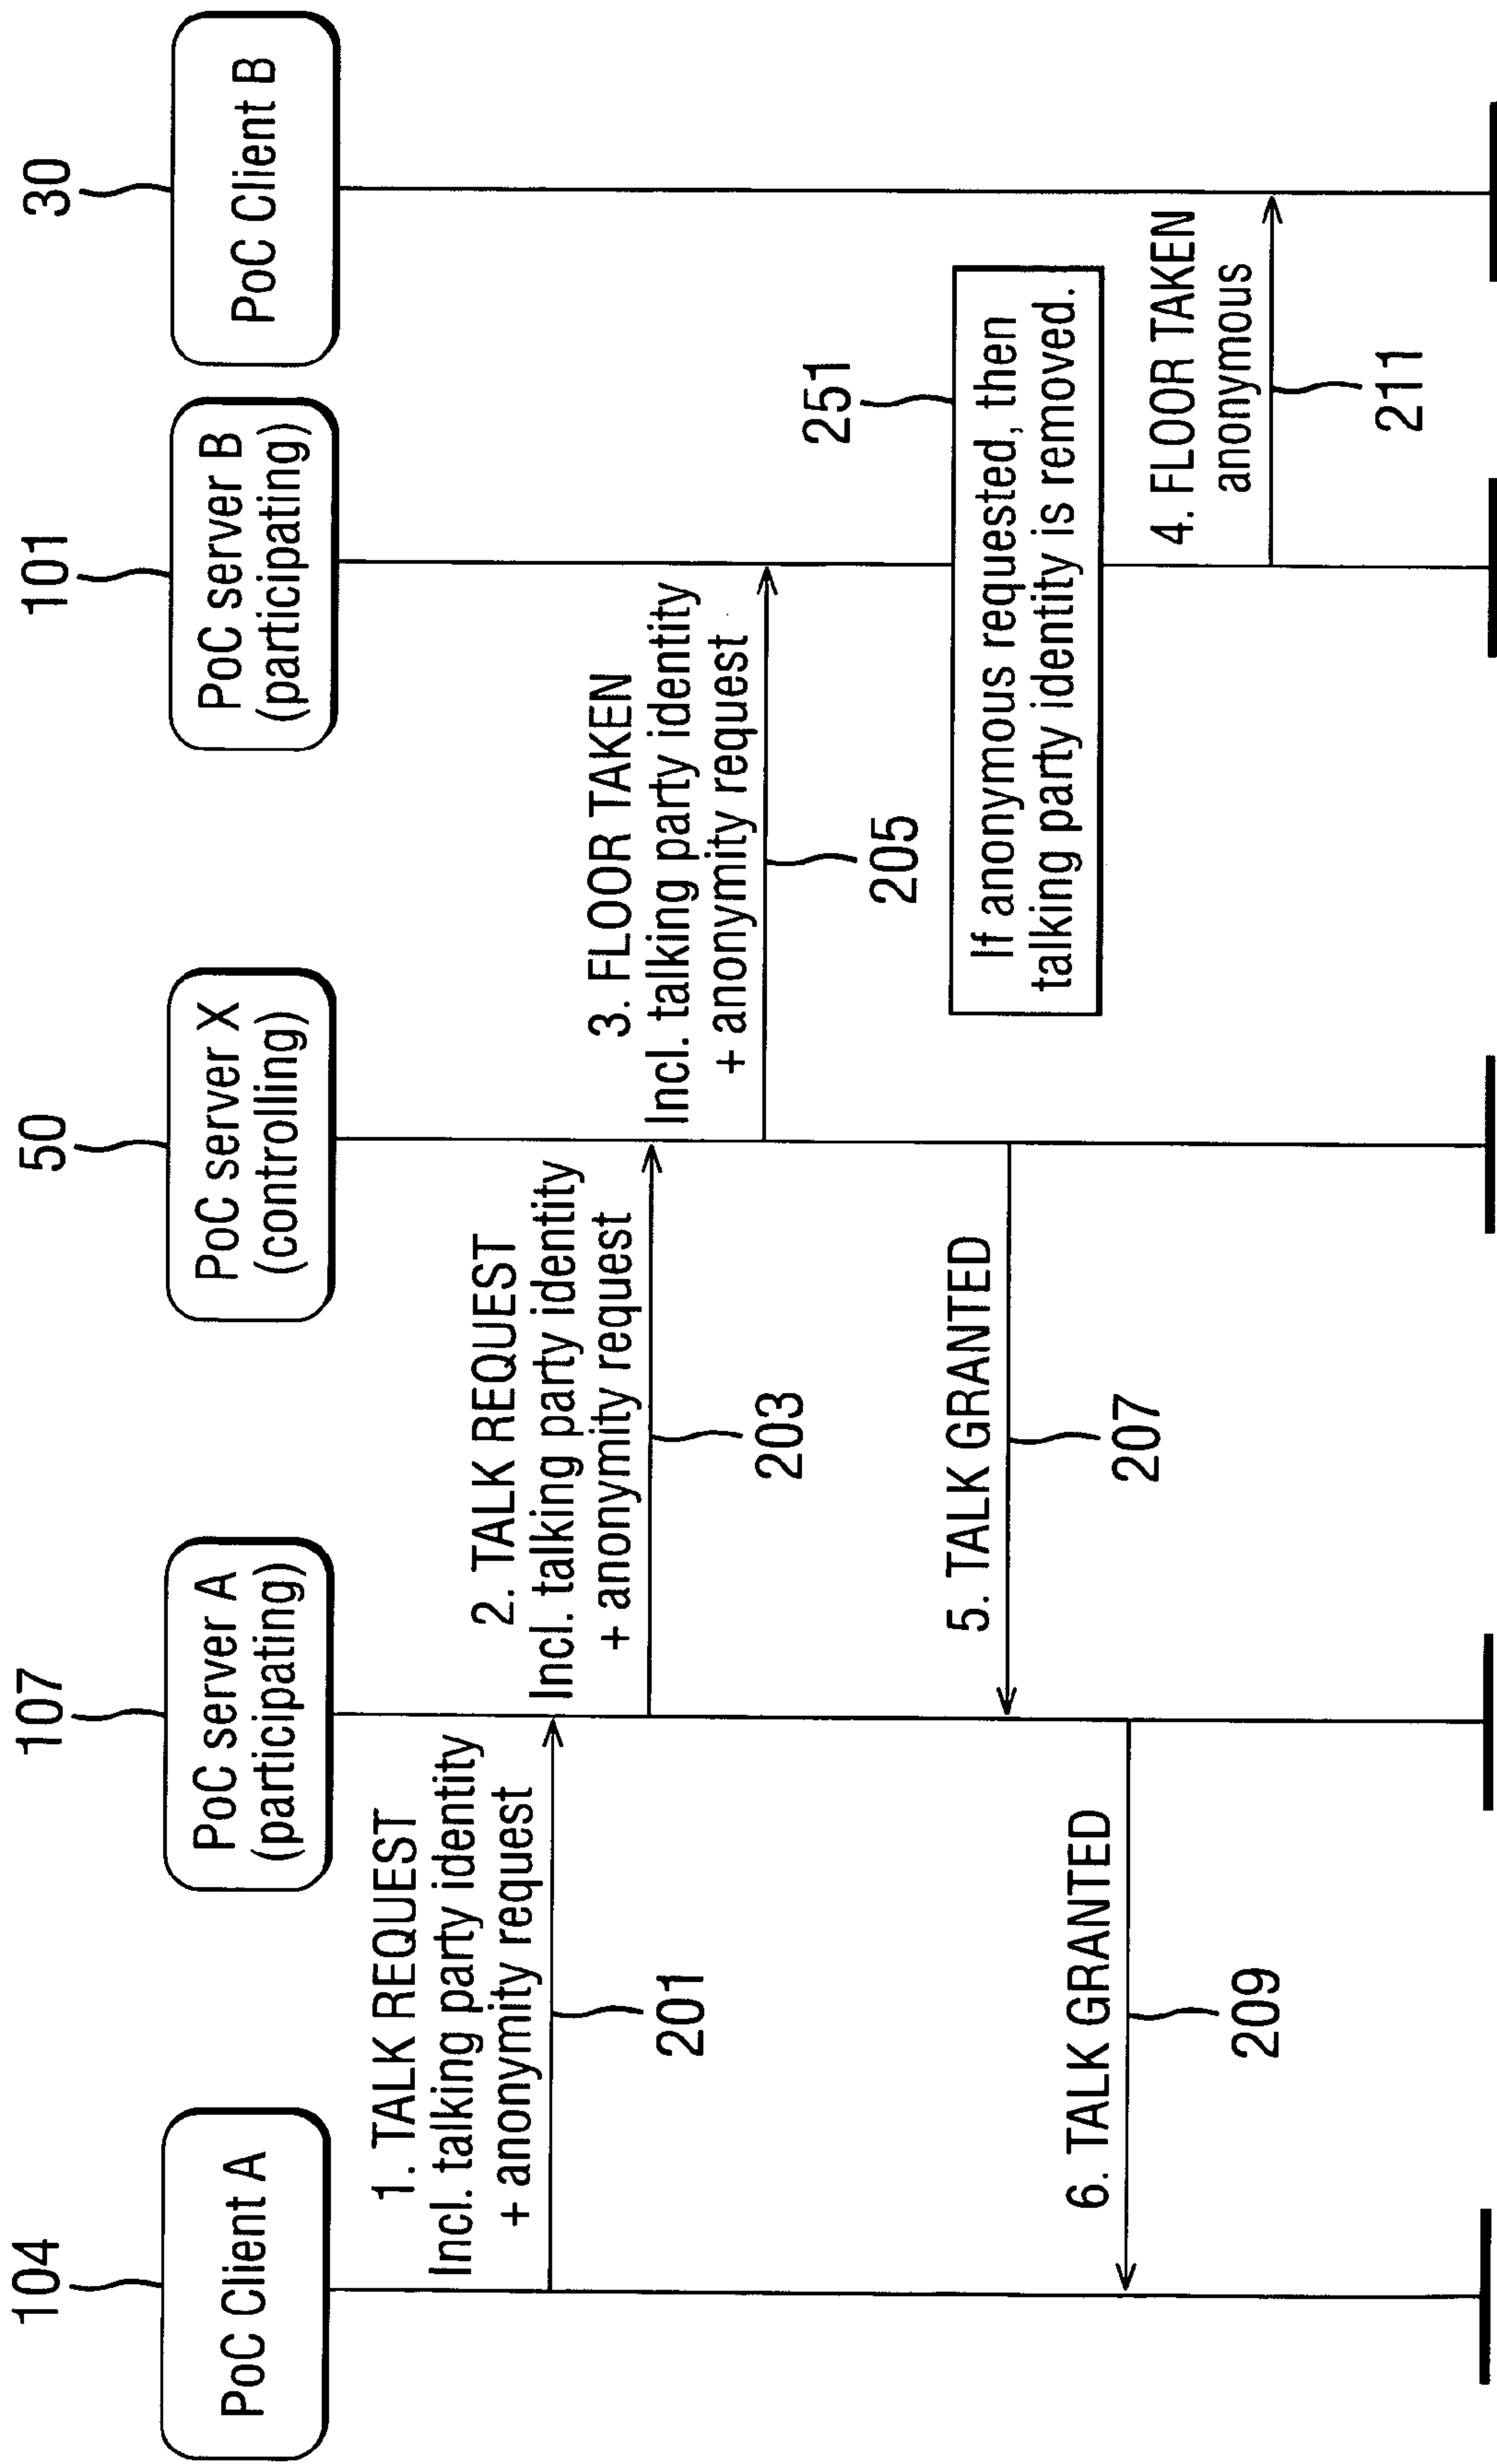 104
107
50
101
30
PoC Client A
PoC server A
(participating)
PoC server X
(controlling)
PoC server B
(participating)
PoC Client B
1. TALK REQUEST
Incl. talking party identity
+ anonymity request
201
2. TALK REQUEST
Incl. talking party identity
+ anonymity request
203
3. FLOOR TAKEN
Incl. talking party identity
+ anonymity request
205
251
If anonymous requested, then
talking party identity is removed.
5. TALK GRANTED
207
6. TALK GRANTED
209
4. FLOOR TAKEN
anonymous
211